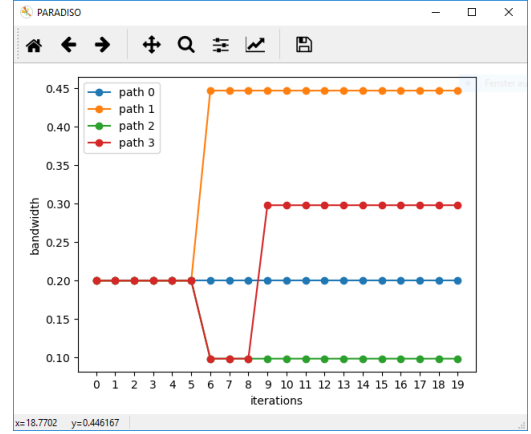 PARADISO
0.45
0.40
0.35
0.30
0.25
0.20
0.15
0.10
bandwidth
path 0
path 1
path 2
path 3
0 1 2 3 4 5 6 7 8 9 10 11 12 13 14 15 16 17 18 19
iterations
x=18.7702 y=0.446167